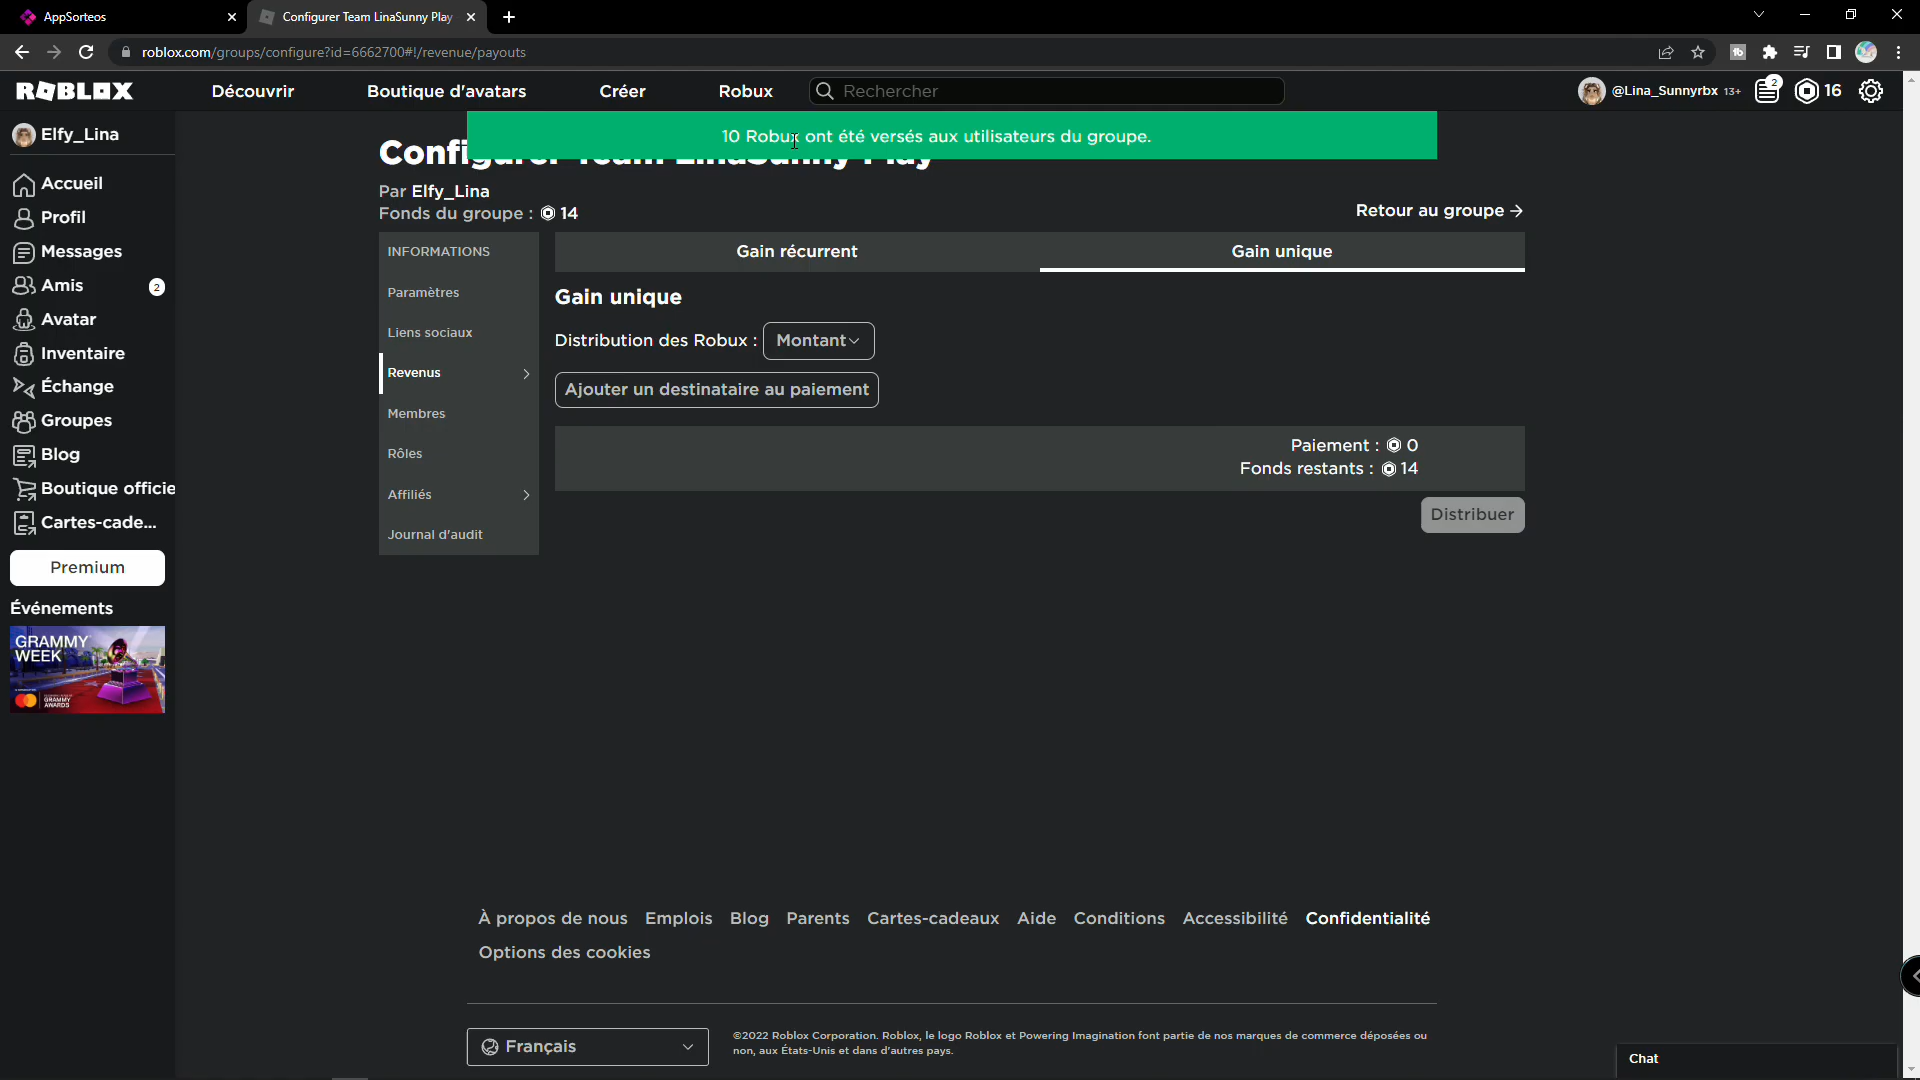 AppSorteos
Configurer Team LinaSunny Play
roblox.com/groups/configure?id=6662700#!/revenue/payouts
ROBLOX
Découvrir
Boutique d'avatars
Créer
Robux
Rechercher
@Lina_Sunnyrbx 13+
2
16
Elfy_Lina
Accueil
Profil
Messages
Amis
2
Avatar
Inventaire
Échange
Groupes
Blog
Boutique officie
Cartes-cade...
Premium
Événements
GRAMMY
WEEK
GRAMMY
AWARDS
10 Robux ont été versés aux utilisateurs du groupe.
Configurer Team LinaSunny Play
Par Elfy_Lina
Fonds du groupe : 14
Retour au groupe
INFORMATIONS
Paramètres
Liens sociaux
Revenus
Membres
Rôles
Affiliés
Journal d'audit
Gain récurrent
Gain unique
Gain unique
Distribution des Robux : Montant
Ajouter un destinataire au paiement
Paiement : 0
Fonds restants : 14
Distribuer
À propos de nous Emplois Blog Parents Cartes-cadeaux Aide Conditions Accessibilité Confidentialité
Options des cookies
Français
©2022 Roblox Corporation. Roblox, le logo Roblox et Powering Imagination font partie de nos marques de commerce déposées ou
non, aux États-Unis et dans d'autres pays.
Chat